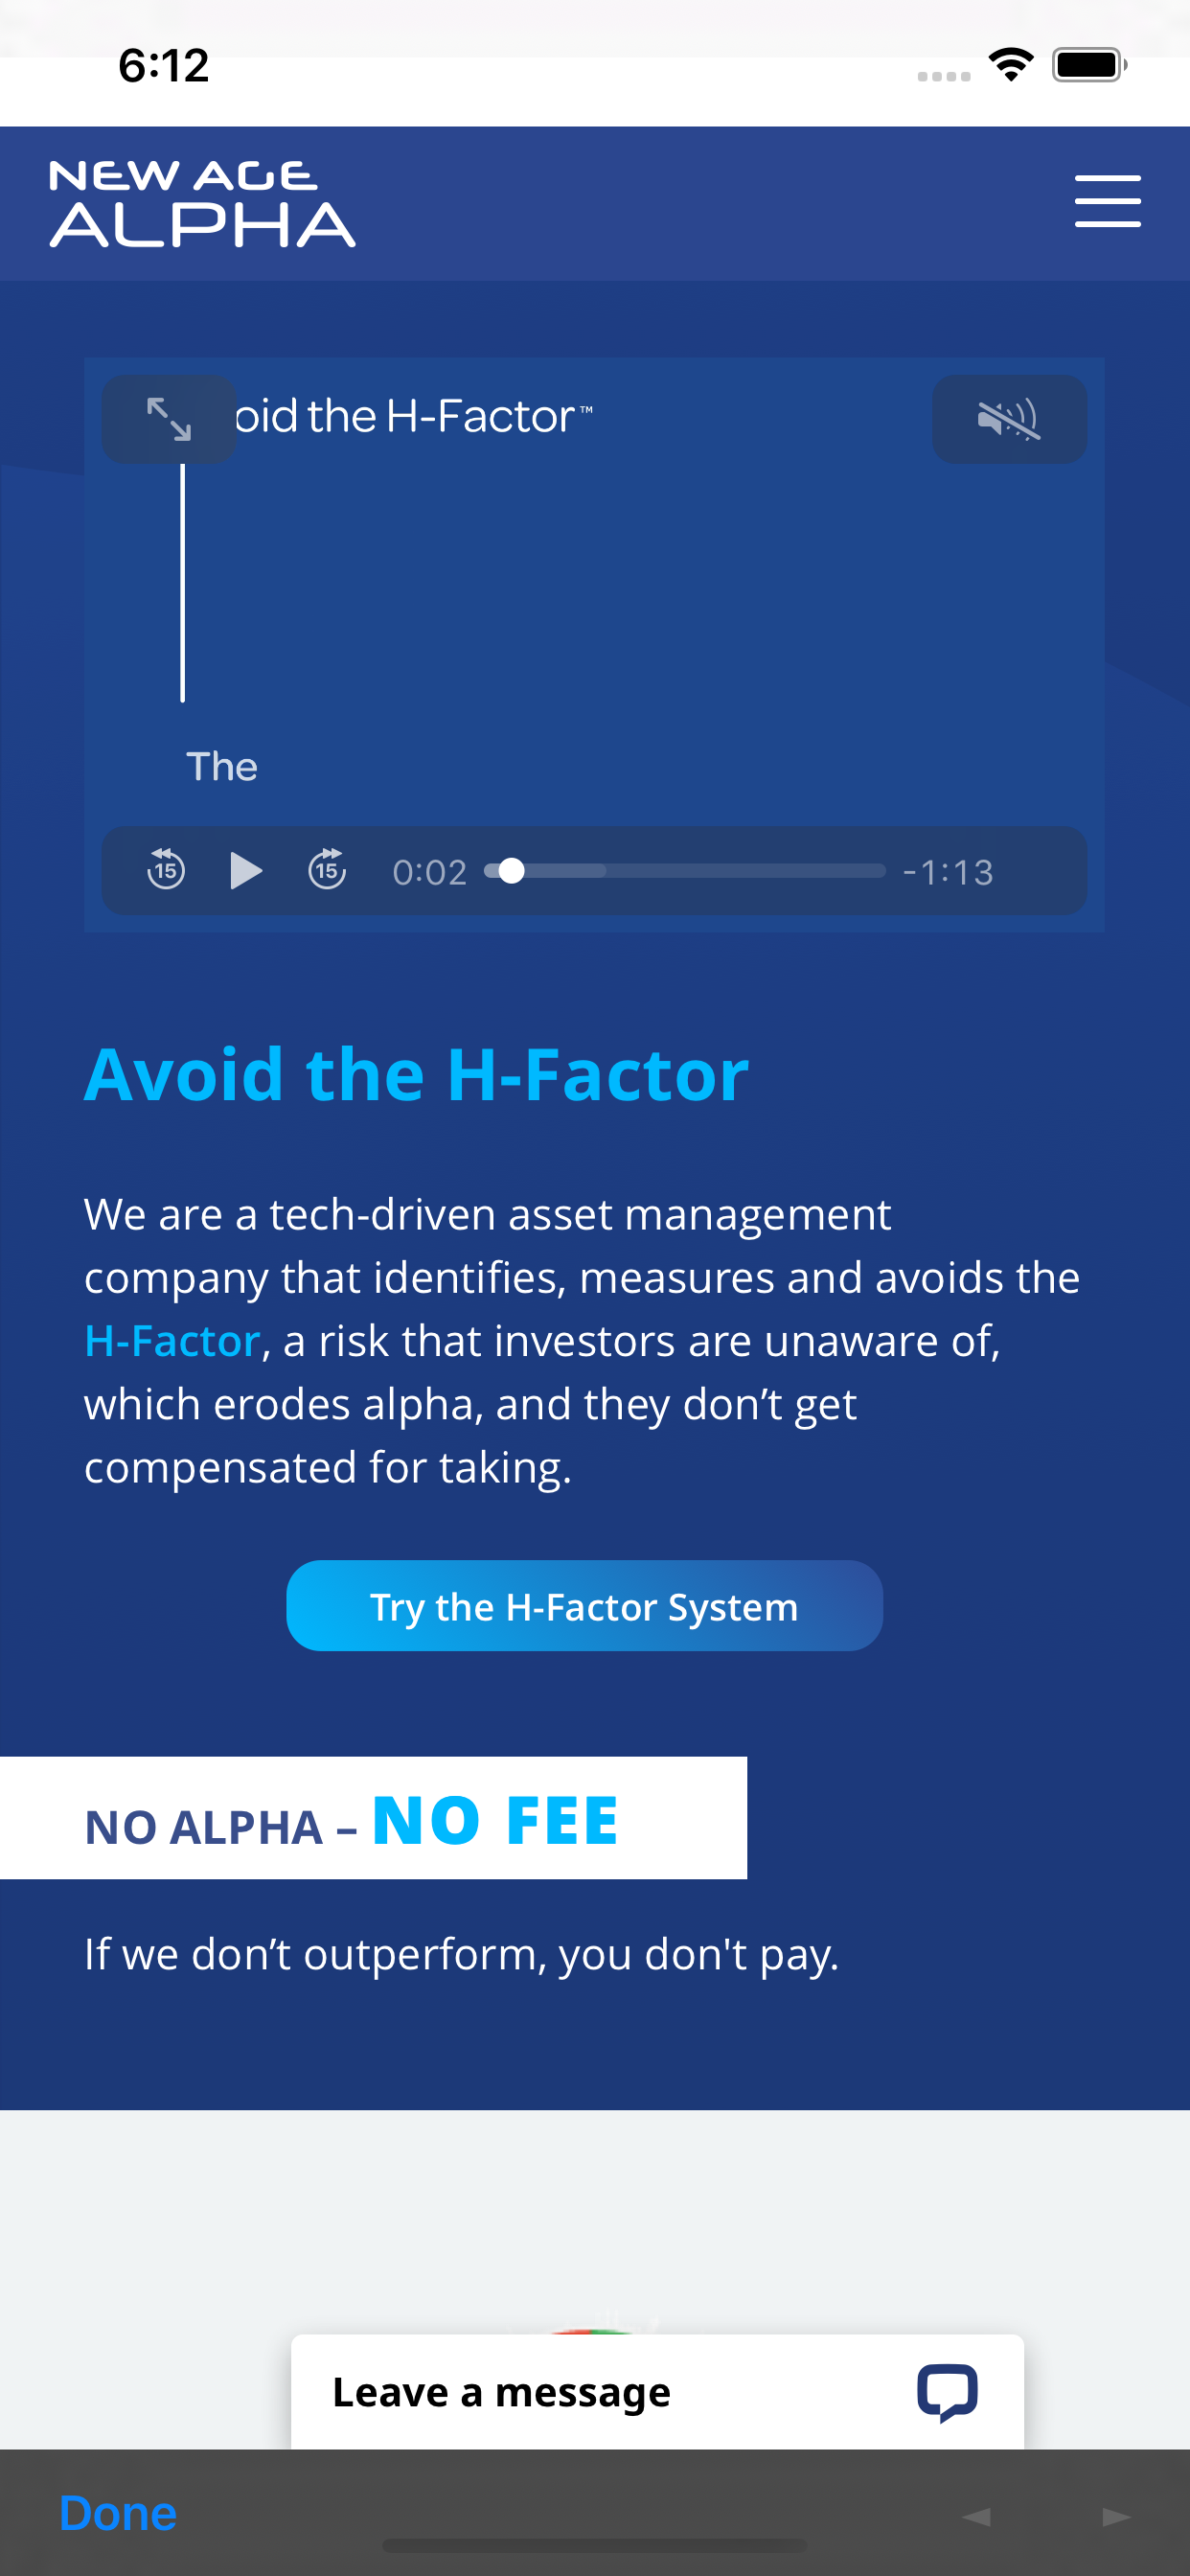 6:12
NEW AGE
ALPHA
oid the H-Factor™
The
15 15 0:02 -1:13
Avoid the H-Factor
We are a tech-driven asset management
company that identifies, measures and avoids the
H-Factor, a risk that investors are unaware of,
which erodes alpha, and they don’t get
compensated for taking.
Try the H-Factor System
NO ALPHA – NO FEE
If we don’t outperform, you don't pay.
Leave a message
Done